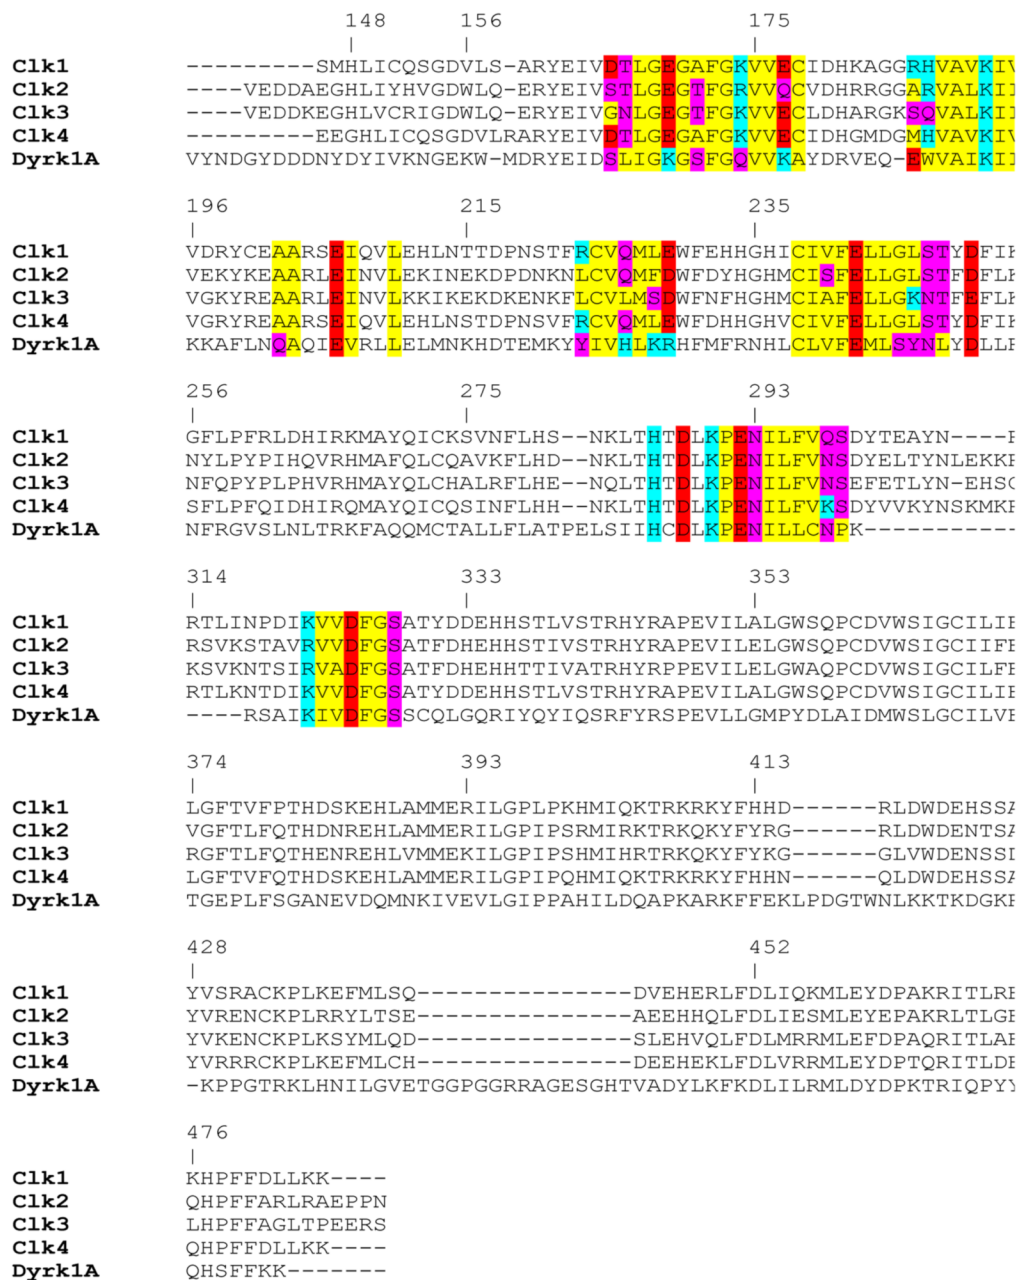 148 156 175
| | |
Clk1 ---------SMHLICQSGDVLS-ARYEIVDTLGEGAFGKVVECIDHKAGGRHVAVKIV
Clk2 ----VEDDAEGHLIYHVGDWLQ-ERYEIVSTLGEGTFGRVVQCVDHRRGGARVALKII
Clk3 ----VEDDKEGHLVCRIGDWLQ-ERYEIVGNLGEGTFGKVVECLDHARGKSQVALKII
Clk4 ---------EEGHLICQSGDVLRARYEIVDTLGEGAFGKVVECIDHGMDGMHVAVKIV
Dyrk1A VYNDGYDDDNYDYIVKNGEKW-MDRYEIDSLIGKGSFGQVVKAYDRVEQ-EWVAIKII
196 215 235
| | |
Clk1 VDRYCEAARSEIQVLEHLNTTDPNSTFRCVQMLEWFEHHGHICIVFELLGLSTYDFIK
Clk2 VEKYKEAARLEINVLEKINEKDPDNKNLCVQMFDWFDYHGHMCISFELLGLSTFDFLK
Clk3 VGKYREAARLEINVLKKIKEKDKENKFLCVLMSDWFNFHGHMCIAFELLGKNTFEFLK
Clk4 VGRYREAARSEIQVLEHLNSTDPNSVFRCVQMLEWFDHHGHVCIVFELLGLSTYDFIK
Dyrk1A KKAFLNQAQIEVRLLELMNKHDTEMKYYIVHLKRHFMFRNHLCLVFEMLSYNLYDLLR
256 275 293
| | |
Clk1 GFLPFRLDHIRKMAYQICKSVNFLHS--NKLTHTDLKPENILFVQSDYTEAYN----P
Clk2 NYLPYPIHQVRHMAFQLCQAVKFLHD--NKLTHTDLKPENILFVNSDYELTYNLEKKR
Clk3 NFQPYPLPHVRHMAYQLCHALRFLHE--NQLTHTDLKPENILFVNSEFETLYN-EHSC
Clk4 SFLPFQIDHIRQMAYQICQSINFLHH--NKLTHTDLKPENILFVKSDYVVKYNSKMKR
Dyrk1A NFRGVSLNLTRKFAQQMCTALLFLATPELSIIHCDLKPENILLCNPK-----------
314 333 353
| | |
Clk1 RTLINPDIKVVDFGSATYDDEHHSTLVSTRHYRAPEVILALGWSQPCDVWSIGCILIE
Clk2 RSVKSTAVRVVDFGSATFDHEHHSTIVSTRHYRAPEVILELGWSQPCDVWSIGCIIFE
Clk3 KSVKNTSIRVADFGSATFDHEHHTTIVATRHYRPPEVILELGWAQPCDVWSIGCILFE
Clk4 RTLKNTDIKVVDFGSATYDDEHHSTLVSTRHYRAPEVILALGWSQPCDVWSIGCILIE
Dyrk1A ----RSAIKIVDFGSSCQLGQRIYQYIQSRFYRSPEVLLGMPYDLAIDMWSLGCILVE
374 393 413
| | |
Clk1 LGFTVFPTHDSKEHLAMMERILGPLPKHMIQKTRKRKYFHHD------RLDWDEHSSA
Clk2 VGFTLFQTHDNREHLAMMERILGPIPSRMIRKTRKQKYFYRG------RLDWDENTSA
Clk3 RGFTLFQTHENREHLVMMEKILGPIPSHMIHRTRKQKYFYKG------GLVWDENSSD
Clk4 LGFTVFQTHDSKEHLAMMERILGPIPQHMIQKTRKRKYFHHN------QLDWDEHSSA
Dyrk1A TGEPLFSGANEVDQMNKIVEVLGIPPAHILDQAPKARKFFEKLPDGTWNLKKTKDGKR
428 452
| |
Clk1 YVSRACKPLKEFMLSQ---------------DVEHERLFDLIQKMLEYDPAKRITLRE
Clk2 YVRENCKPLRRYLTSE---------------AEEHHQLFDLIESMLEYEPAKRLTLGE
Clk3 YVKENCKPLKSYMLQD---------------SLEHVQLFDLMRRMLEFDPAQRITLAE
Clk4 YVRRRCKPLKEFMLCH---------------DEEHEKLFDLVRRMLEYDPTQRITLDE
Dyrk1A -KPPGTRKLHNILGVETGGPGGRRAGESGHTVADYLKFKDLILRMLDYDPKTRIQPYY
476
|
Clk1 KHPFFDLLKK----
Clk2 QHPFFARLRAEPPN
Clk3 LHPFFAGLTPEERS
Clk4 QHPFFDLLKK----
Dyrk1A QHSFFKK-------